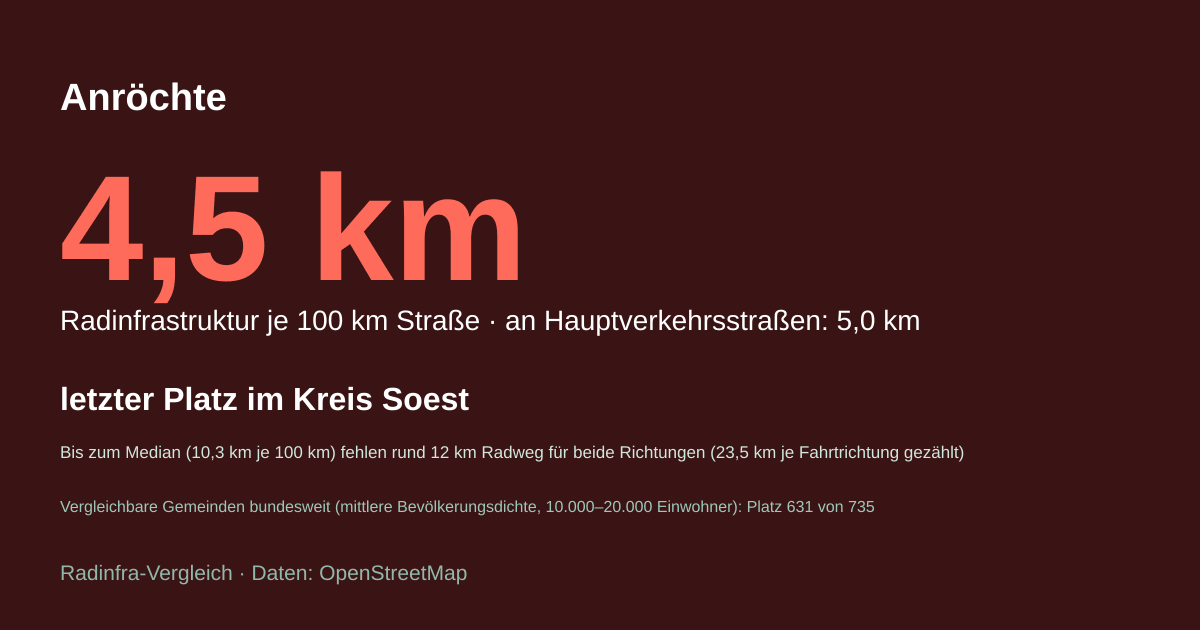 Anröchte
4,5 km
Radinfrastruktur je 100 km Straße · an Hauptverkehrsstraßen: 5,0 km
letzter Platz im Kreis Soest
Bis zum Median (10,3 km je 100 km) fehlen rund 12 km Radweg für beide Richtungen (23,5 km je Fahrtrichtung gezählt)
Vergleichbare Gemeinden bundesweit (mittlere Bevölkerungsdichte, 10.000–20.000 Einwohner): Platz 631 von 735
Radinfra-Vergleich · Daten: OpenStreetMap